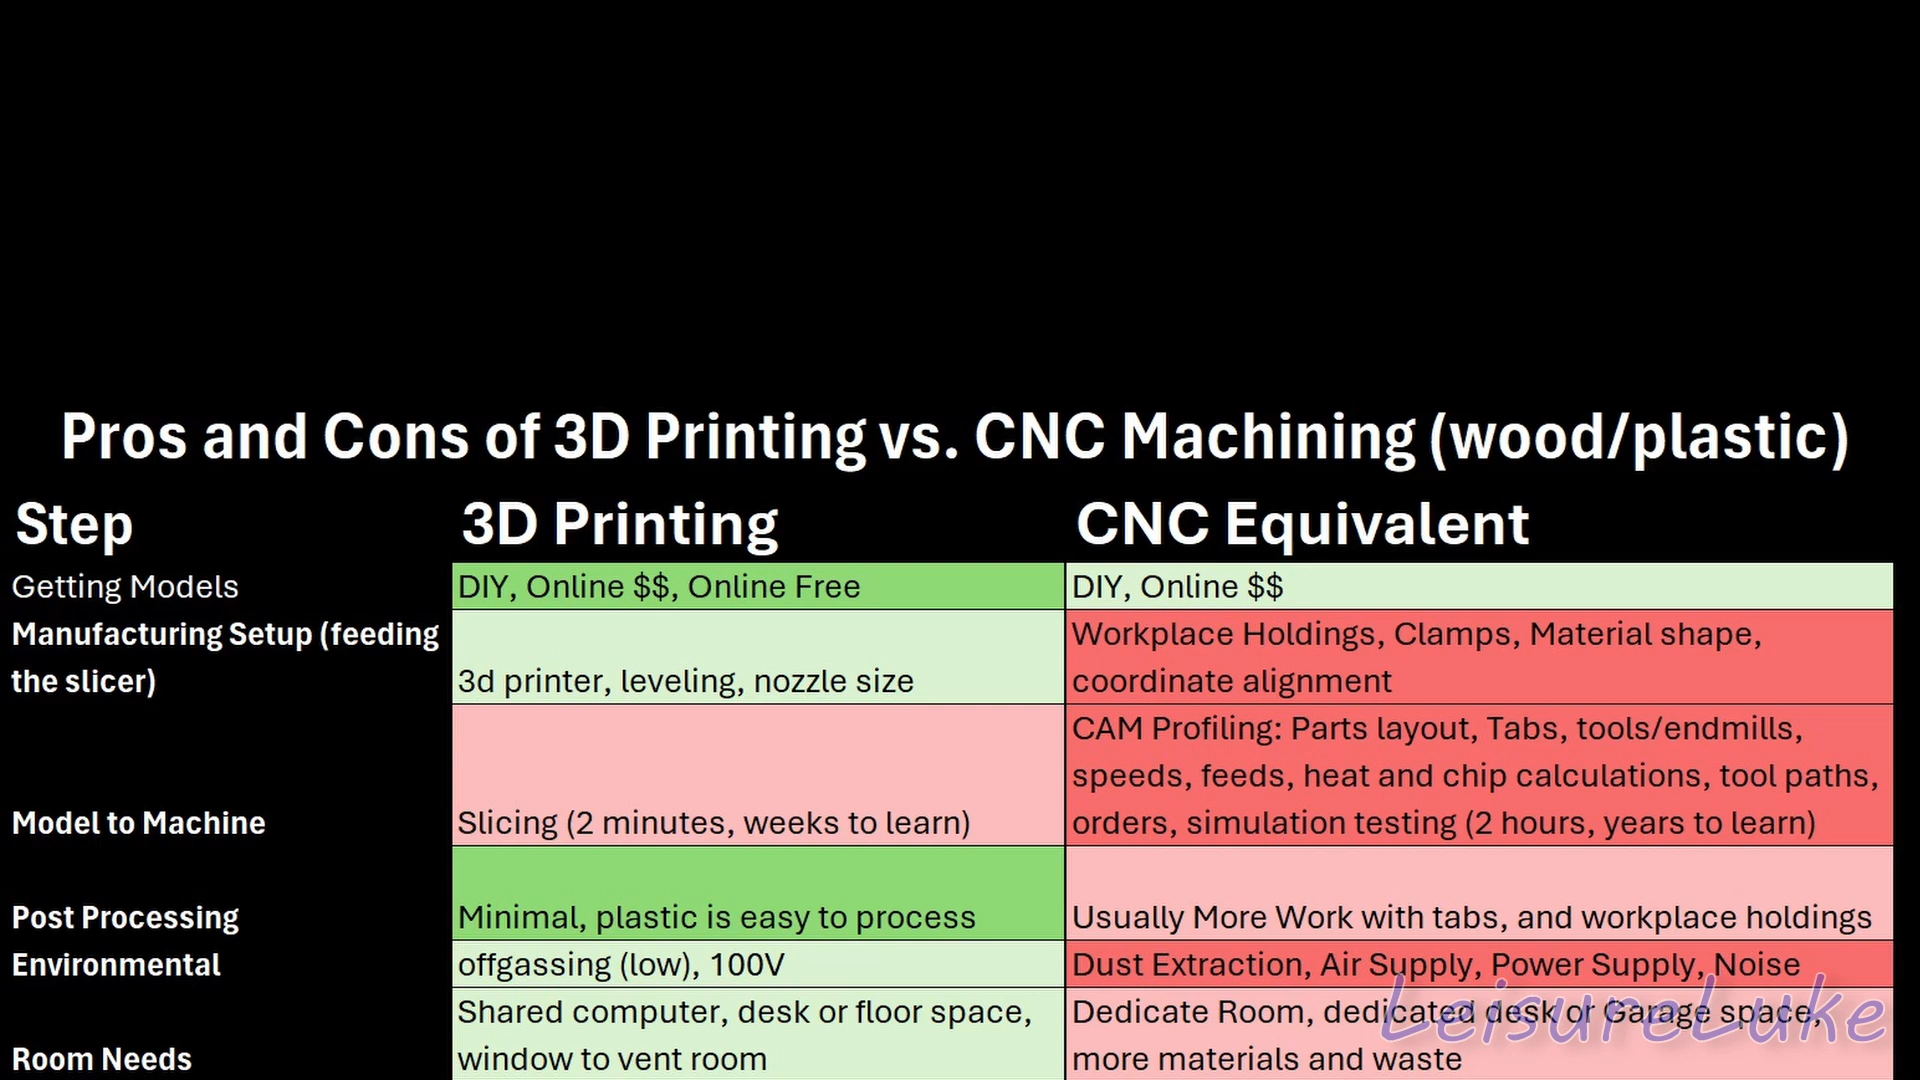 Pros and Cons of 3D Printing vs. CNC Machining (wood/plastic)
Step
3D Printing
CNC Equivalent
Getting Models
DIY, Online $$, Online Free
DIY, Online $$
Manufacturing Setup (feeding
the slicer)
3d printer, leveling, nozzle size
Workplace Holdings, Clamps, Material shape,
coordinate alignment
Model to Machine
Slicing (2 minutes, weeks to learn)
CAM Profiling: Parts layout, Tabs, tools/endmills,
speeds, feeds, heat and chip calculations, tool paths,
orders, simulation testing (2 hours, years to learn)
Post Processing
Minimal, plastic is easy to process
Usually More Work with tabs, and workplace holdings
Environmental
offgassing (low), 100V
Dust Extraction, Air Supply, Power Supply, Noise
Room Needs
Shared computer, desk or floor space,
window to vent room
Dedicate Room, dedicated desk or Garage space,
more materials and waste
LeisureLuke